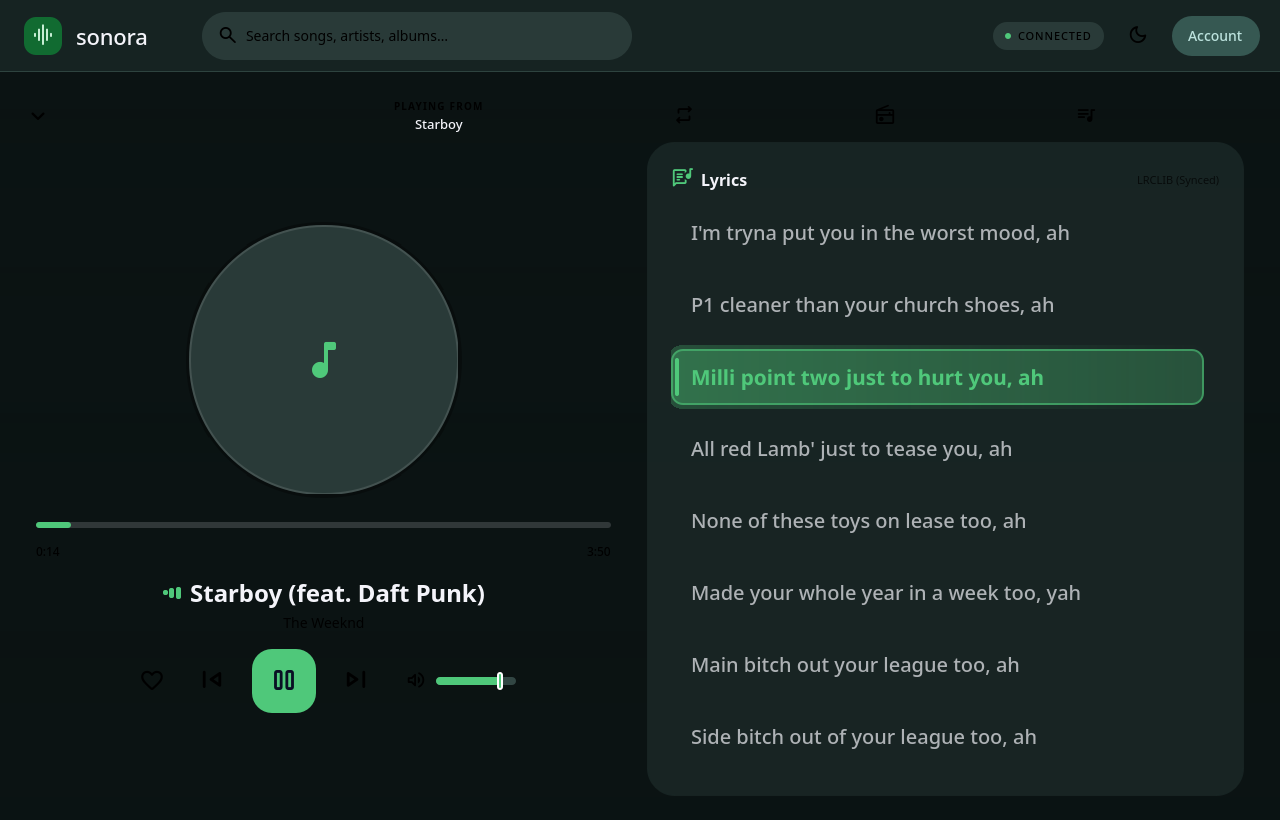 sonora
Search songs, artists, albums...
CONNECTED
Account
PLAYING FROM
Starboy
Lyrics
LRCLIB (Synced)
I'm tryna put you in the worst mood, ah
P1 cleaner than your church shoes, ah
Milli point two just to hurt you, ah
All red Lamb' just to tease you, ah
None of these toys on lease too, ah
Made your whole year in a week too, yah
Main bitch out your league too, ah
Side bitch out of your league too, ah
0:14
3:50
Starboy (feat. Daft Punk)
The Weeknd